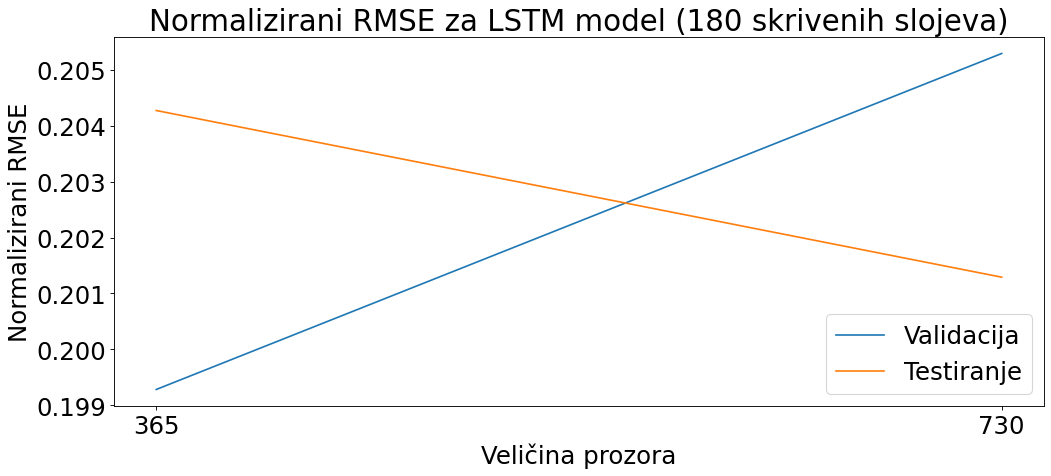 Normalizirani RMSE za LSTM model (180 skrivenih slojeva)
Normalizirani RMSE
0.205
0.204
0.203
0.202
0.201
0.200
0.199
365
730
Veličina prozora
Validacija
Testiranje